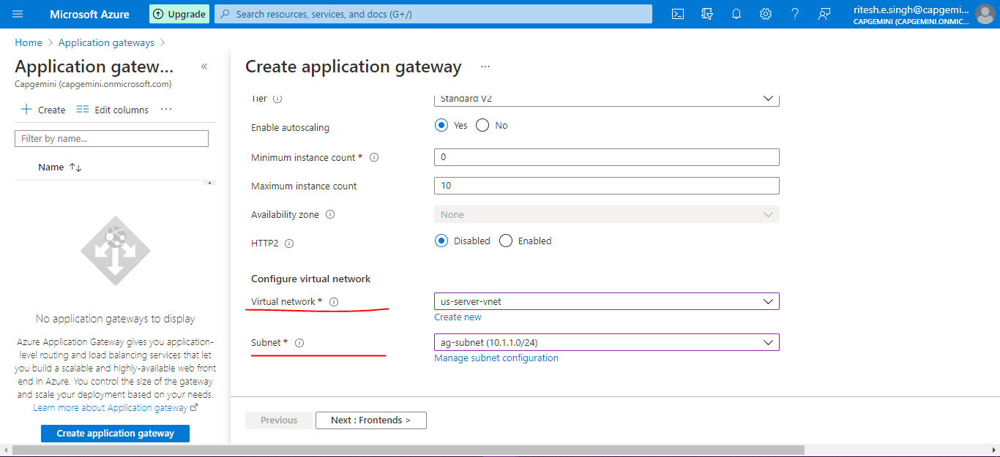 Microsoft Azure
Upgrade
Search resources, services, and docs (G+/)
ritesh.e.singh@capgemi...
CAPGEMINI (CAPGEMINI.ONMIC...
Home > Application gateways >
Application gatew...
Capgemini (capgemini.onmicrosoft.com)
Create
Edit columns
Filter by name...
Name
No application gateways to display
Azure Application Gateway gives you application-
level routing and load balancing services that let
you build a scalable and highly-available web front
end in Azure. You control the size of the gateway
and scale your deployment based on your needs.
Learn more about Application gateway
Create application gateway
Create application gateway ...
Tier Standard V2
Enable autoscaling Yes No
Minimum instance count * 0
Maximum instance count 10
Availability zone None
HTTP2 Disabled Enabled
Configure virtual network
Virtual network * us-server-vnet
Create new
Subnet * ag-subnet (10.1.1.0/24)
Manage subnet configuration
Previous
Next : Frontends >